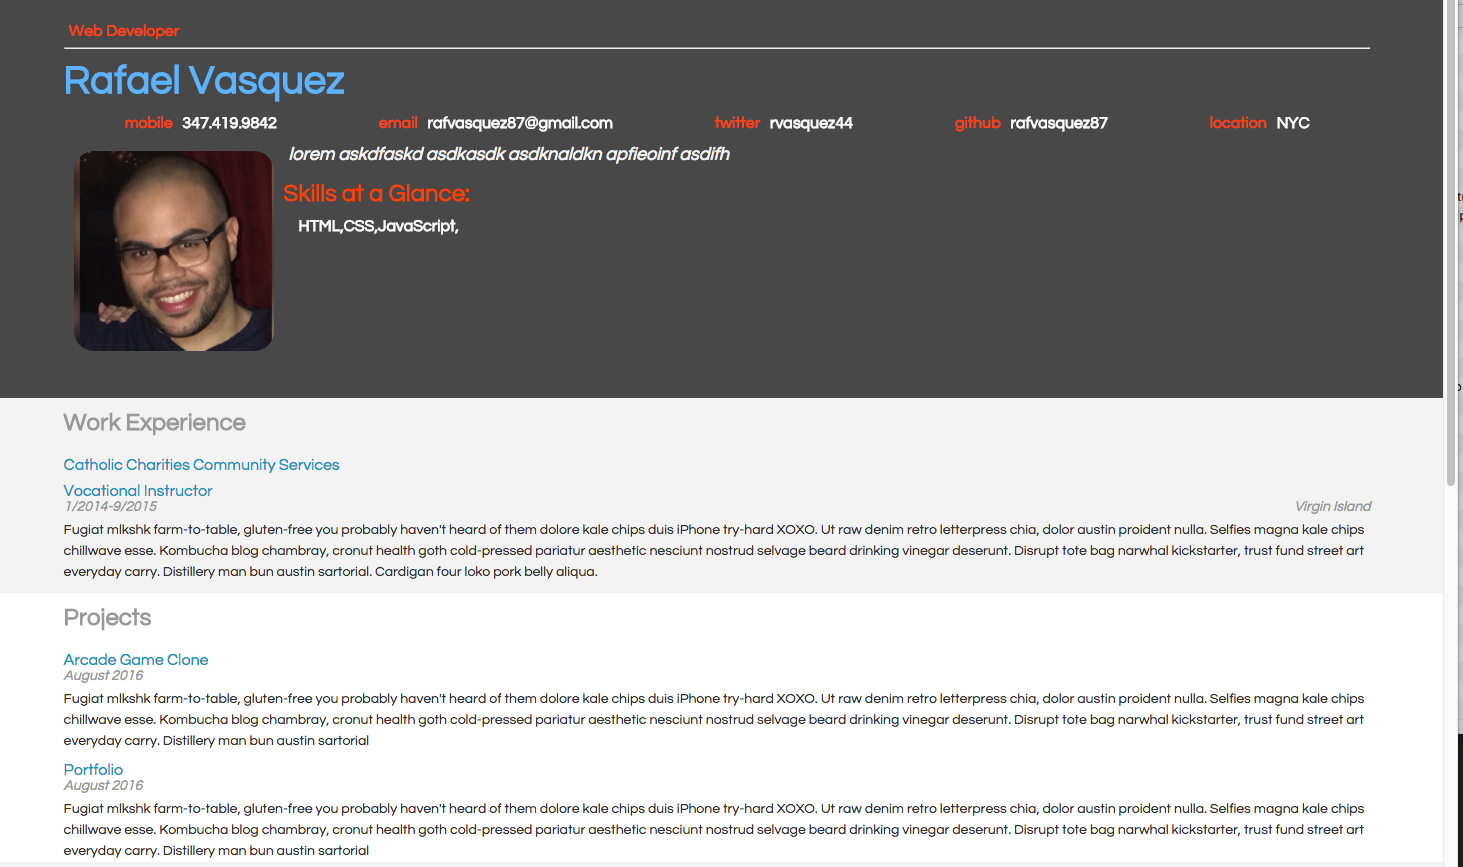 Web Developer
Rafael Vasquez
mobile 347.419.9842 email rafvasquez87@gmail.com twitter rvasquez44 github rafvasquez87 location NYC
lorem askdfaskd asdkasdk asdknaldkn apfieoinf asdifh
Skills at a Glance:
HTML,CSS,JavaScript,
Work Experience
Catholic Charities Community Services
Vocational Instructor
1/2014-9/2015 Virgin Island
Fugiat mlkshk farm-to-table, gluten-free you probably haven't heard of them dolore kale chips duis iPhone try-hard XOXO. Ut raw denim retro letterpress chia, dolor austin proident nulla. Selfies magna kale chips
chillwave esse. Kombucha blog chambray, cronut health goth cold-pressed pariatur aesthetic nesciunt nostrud selvage beard drinking vinegar deserunt. Disrupt tote bag narwhal kickstarter, trust fund street art
everyday carry. Distillery man bun austin sartorial. Cardigan four loko pork belly aliqua.
Projects
Arcade Game Clone
August 2016
Fugiat mlkshk farm-to-table, gluten-free you probably haven't heard of them dolore kale chips duis iPhone try-hard XOXO. Ut raw denim retro letterpress chia, dolor austin proident nulla. Selfies magna kale chips
chillwave esse. Kombucha blog chambray, cronut health goth cold-pressed pariatur aesthetic nesciunt nostrud selvage beard drinking vinegar deserunt. Disrupt tote bag narwhal kickstarter, trust fund street art
everyday carry. Distillery man bun austin sartorial
Portfolio
August 2016
Fugiat mlkshk farm-to-table, gluten-free you probably haven't heard of them dolore kale chips duis iPhone try-hard XOXO. Ut raw denim retro letterpress chia, dolor austin proident nulla. Selfies magna kale chips
chillwave esse. Kombucha blog chambray, cronut health goth cold-pressed pariatur aesthetic nesciunt nostrud selvage beard drinking vinegar deserunt. Disrupt tote bag narwhal kickstarter, trust fund street art
everyday carry. Distillery man bun austin sartorial